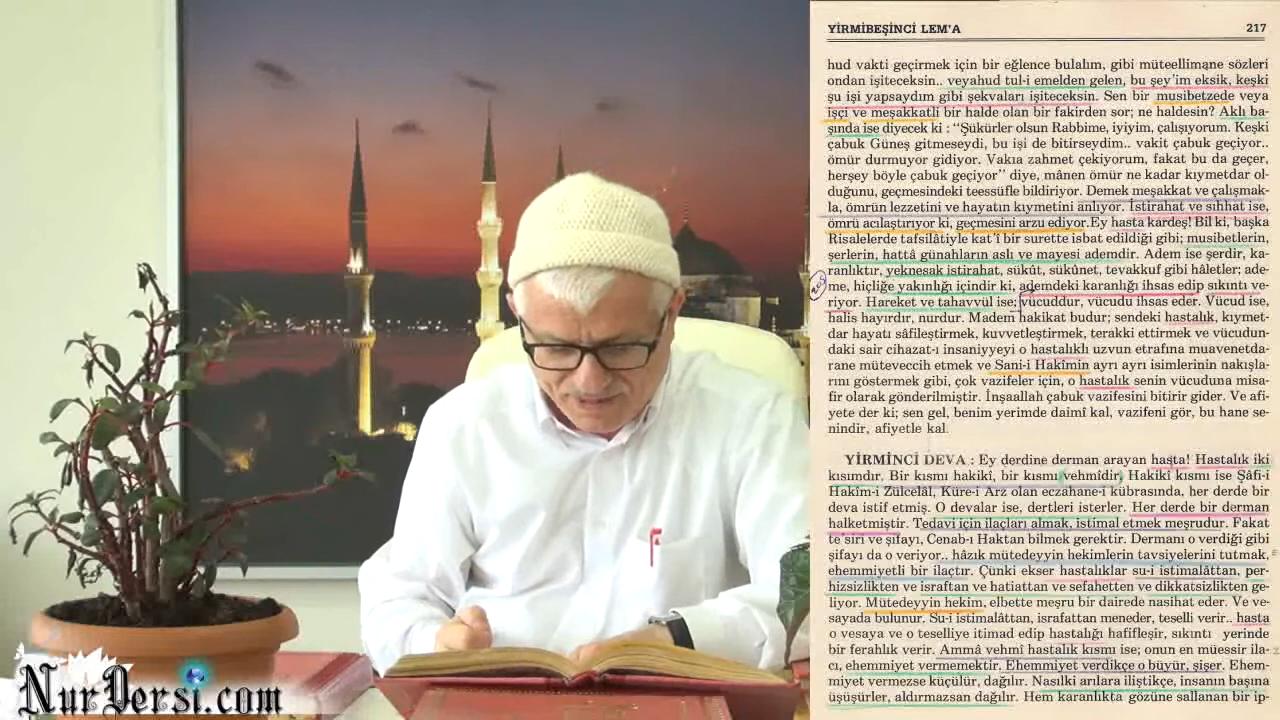 YİRMİBEŞİNCİ LEM'A 217
hud vakti geçirmek için bir eğlence bulalım, gibi müteellimane sözleri
ondan işiteceksin.. veyahud tul-i emelden gelen, bu şey'im eksik, keşki
şu işi yapsaydım gibi şekvaları işiteceksin. Sen bir musibetzede veya
işçi ve meşakkatli bir halde olan bir fakirden sor; ne haldesin? Aklı ba-
şında ise diyecek ki : "Şükürler olsun Rabbime, iyiyim, çalışıyorum. Keşki
çabuk Güneş gitmeseydi, bu işi de bitirseydim.. vakit çabuk geçiyor..
ömür durmuyor gidiyor. Vakıa zahmet çekiyorum, fakat bu da geçer,
herşey böyle çabuk geçiyor" diye, mânen ömür ne kadar kıymetdar ol-
duğunu, geçmesindeki teessüfle bildiriyor. Demek meşakkat ve çalışmak-
la, ömrün lezzetini ve hayatın kıymetini anlıyor. İstirahat ve sıhhat ise,
ömrü acılaştırıyor ki, geçmesini arzu ediyor.Ey hasta kardeş! Bil ki, başka
Risalelerde tafsilâtiyle kat'î bir surette isbat edildiği gibi; musibetlerin,
şerlerin, hattâ günahların aslı ve mayesi ademdir. Adem ise şerdir, ka-
ranlıktır, yeknesak istirahat, sükût, sükûnet, tevakkuf gibi hâletler; ade-
me, hiçliğe yakınlığı içindir ki, ademdeki karanlığı ihsas edip sıkıntı ve-
riyor. Hareket ve tahavvül ise; vücuddur, vücudu ihsas eder. Vücud ise,
halis hayırdır, nurdur. Madem hakikat budur; sendeki hastalık, kıymet-
dar hayatı sâfileştirmek, kuvvetleştirmek, terakki ettirmek ve vücudun-
daki sair cihazat-ı insaniyyeyi o hastalıklı uzvun etrafına muavenetda-
rane müteveccih etmek ve Sani-i Hakîmin ayrı ayrı isimlerinin nakışla-
rını göstermek gibi, çok vazifeler için, o hastalık senin vücuduna misa-
fir olarak gönderilmiştir. İnşaallah çabuk vazifesini bitirir gider. Ve afi-
yete der ki; sen gel, benim yerimde daimî kal, vazifeni gör, bu hane se-
nindir, afiyetle kal.
YİRMİNCİ DEVA : Ey derdine derman arayan hasta! Hastalık iki
kısımdır. Bir kısmı hakikî, bir kısmı vehmîdir. Hakikî kısmı ise Şâfi-i
Hakîm-i Zülcelâl, Küre-i Arz olan eczahane-i kübrasında, her derde bir
deva istif etmiş. O devalar ise, dertleri isterler. Her derde bir derman
halketmiştir. Tedavi için ilaçları almak, istimal etmek meşrudur. Fakat
te'siri ve şifayı, Cenab-ı Haktan bilmek gerektir. Dermanı o verdiği gibi
şifayı da o veriyor.. hâzık mütedeyyin hekimlerin tavsiyelerini tutmak,
ehemmiyetli bir ilaçtır. Çünki ekser hastalıklar su-i istimalâttan, per-
hizsizlikten ve israftan ve hatiattan ve sefahetten ve dikkatsizlikten ge-
liyor. Mütedeyyin hekim, elbette meşru bir dairede nasihat eder. Ve ve-
sayada bulunur. Su-i istimalâttan, israfattan meneder, teselli verir.. hasta
o vesaya ve o teselliye itimad edip hastalığı hafifleşir, sıkıntı yerinde
bir ferahlık verir. Ammâ vehmî hastalık kısmı ise; onun en müessir ila-
cı, ehemmiyet vermemektir. Ehemmiyet verdikçe o büyür, şişer. Ehem-
miyet vermezse küçülür, dağılır. Nasılki arılara iliştikçe, insanın başına
üşüşürler, aldırmazsan dağılır. Hem karanlıkta gözüne sallanan bir ip-
NurDersi.com